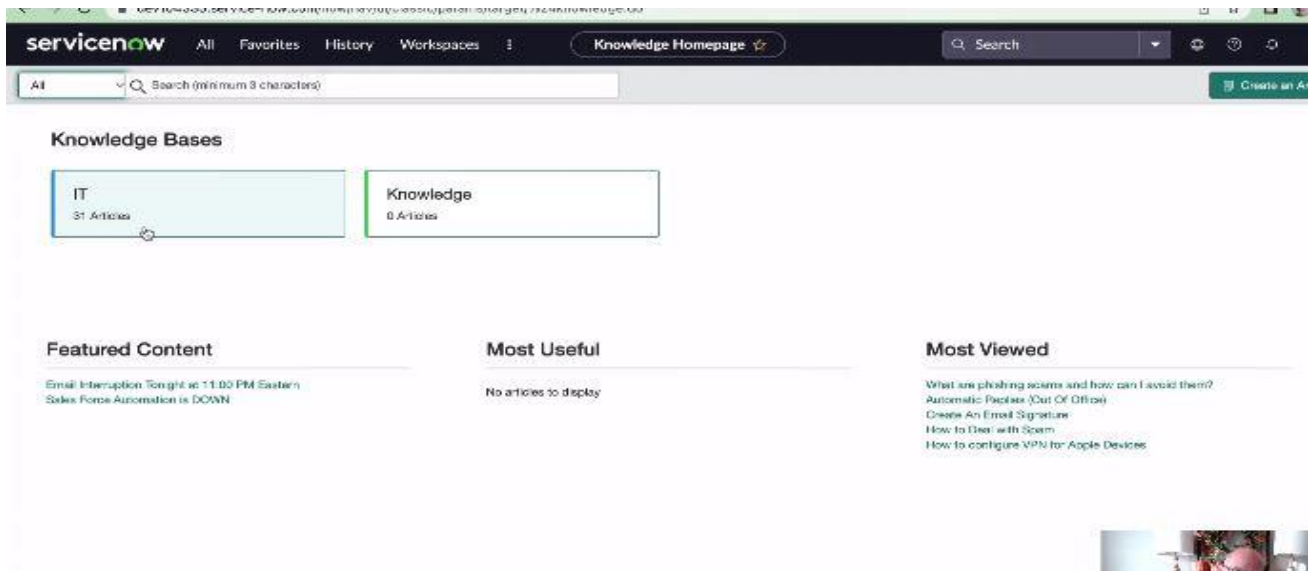 servicenow All Favorites History Workspaces Knowledge Homepage Search
All Search (minimum 3 characters) Create an
Knowledge Bases
IT Knowledge
31 Articles 0 Articles
Featured Content Most Useful Most Viewed
Email Interruption Tonight at 11:00 PM Eastern
Sales Force Automation is DOWN
No articles to display
What are phishing scams and how can I avoid them?
Automatic Replies (Out Of Office)
Create An Email Signature
How to Deal with Spam
How to configure VPN for Apple Devices